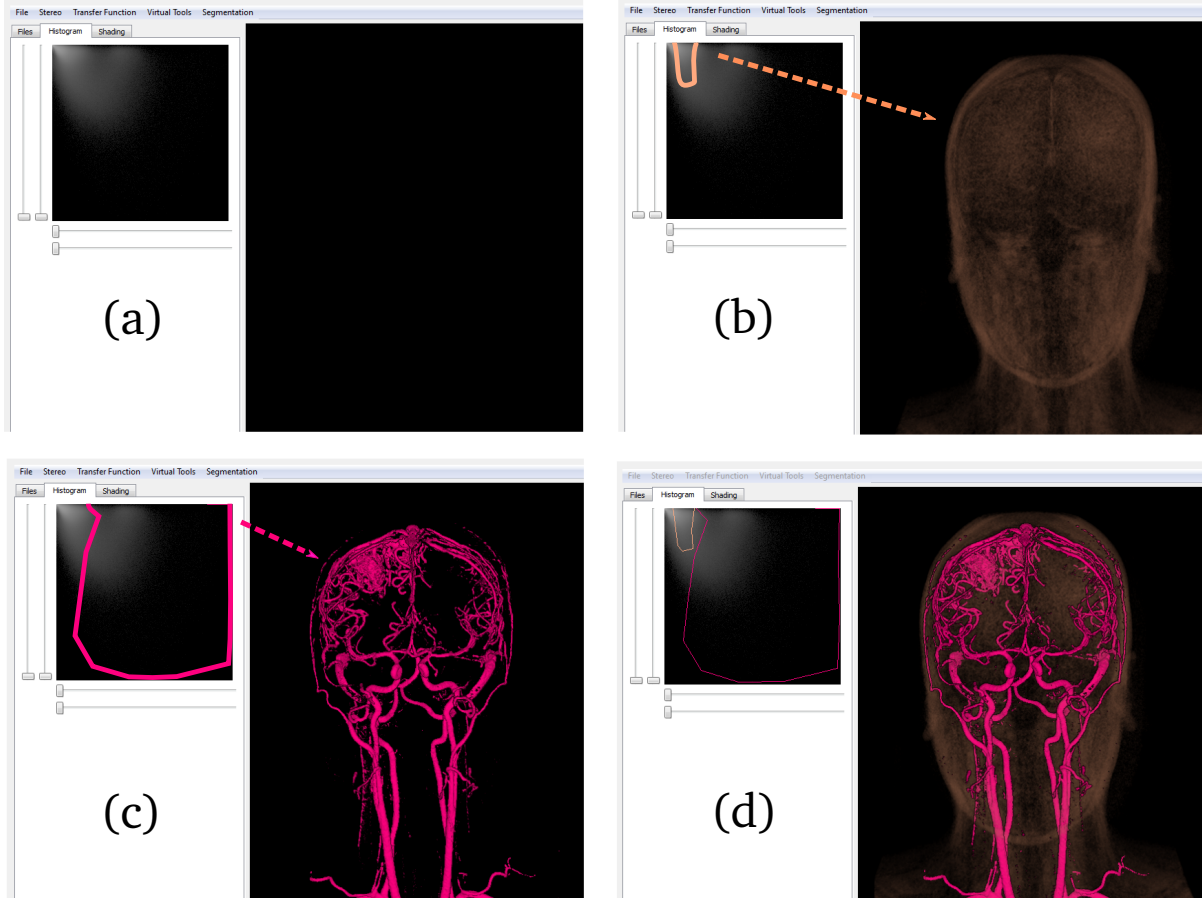 File Stereo Transfer Function Virtual Tools Segmentation
Files Histogram Shading
(a)
File Stereo Transfer Function Virtual Tools Segmentation
Files Histogram Shading
(b)
File Stereo Transfer Function Virtual Tools Segmentation
Files Histogram Shading
(c)
File Stereo Transfer Function Virtual Tools Segmentation
Files Histogram Shading
(d)